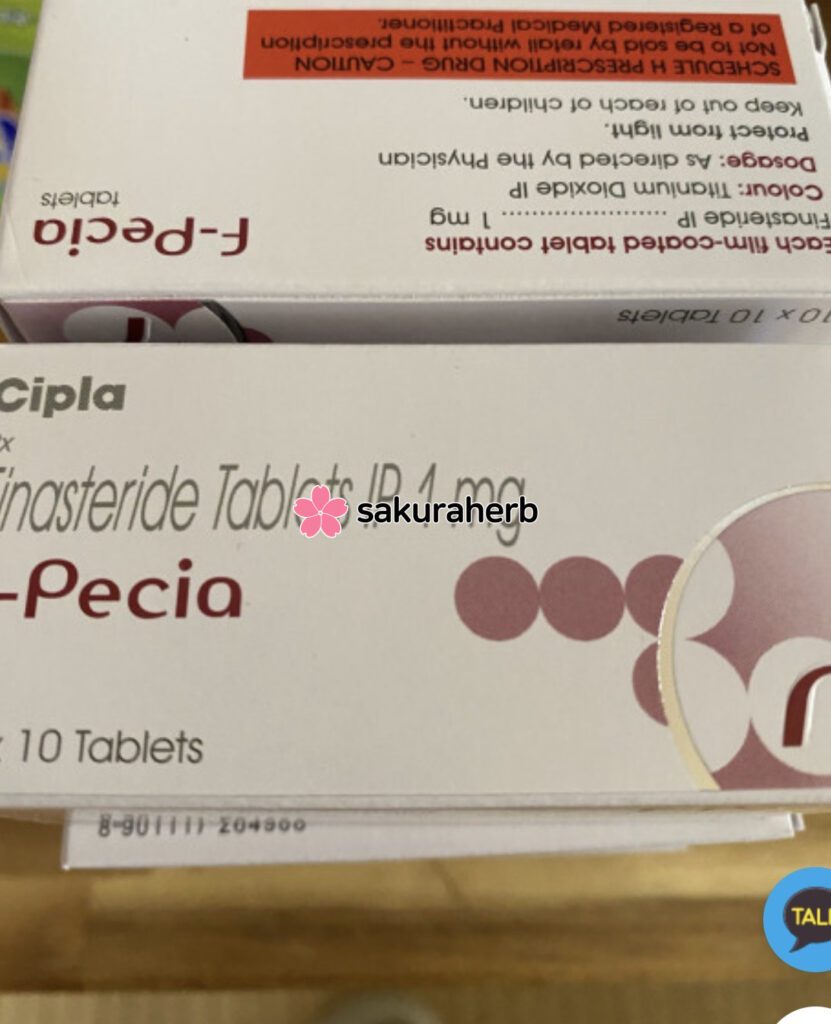 10 x 10 Tablets
Each film-coated tablet contains
Finasteride IP ........................ 1 mg
Colour: Titanium Dioxide IP
Dosage: As directed by the Physician
Protect from light.
Keep out of reach of children.
f-Pecia
tablets
SCHEDULE H PRESCRIPTION DRUG – CAUTION
Not to be sold by retail without the prescription
of a Registered Medical Practitioner.
Cipla
inasteride Tablets IP 1 mg
sakuraherb
-Pecia
10 Tablets
TAL